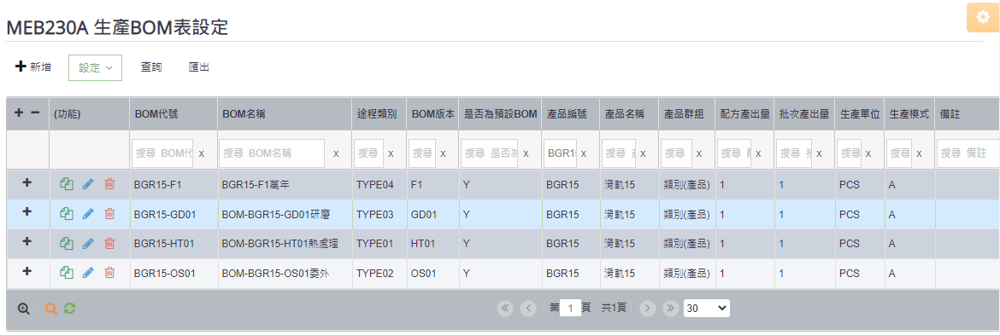 MEB230A 生產BOM表設定
新增 設定 查詢 匯出
(功能) BOM代號 BOM名稱 途程類別 BOM版本 是否為預設BOM 產品編號 產品名稱 產品群組 配方產出量 批次產出量 生產單位 生產模式 備註
搜尋 BOM代 x 搜尋 BOM名稱 x 搜尋 x 搜尋 x 搜尋 是否為 x BGR15 x 搜尋 x 搜尋 x 搜尋 x 搜尋 x 搜尋 x 搜尋 x 搜尋 備註
BGR15-F1 BGR15-F1萬年 TYPE04 F1 Y BGR15 滑軌15 類別(產品) 1 1 PCS A
BGR15-GD01 BOM-BGR15-GD01研磨 TYPE03 GD01 Y BGR15 滑軌15 類別(產品) 1 1 PCS A
BGR15-HT01 BOM-BGR15-HT01熱處理 TYPE01 HT01 Y BGR15 滑軌15 類別(產品) 1 1 PCS A
BGR15-OS01 BOM-BGR15-OS01委外 TYPE02 OS01 Y BGR15 滑軌15 類別(產品) 1 1 PCS A
第 1 頁 共1頁 30